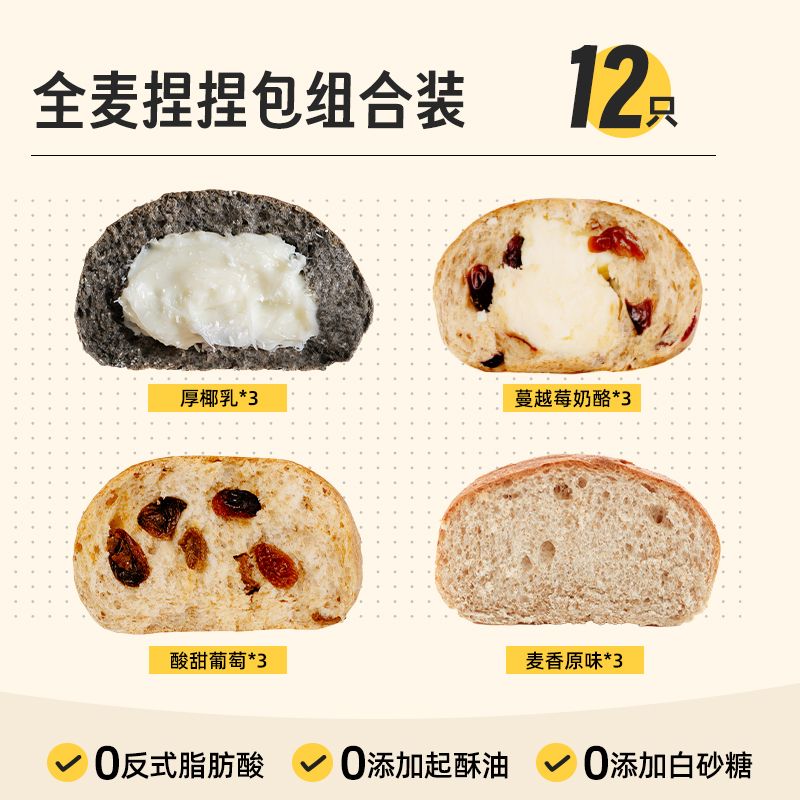 全麦捏捏包组合装
12只
厚椰乳*3
蔓越莓奶酪*3
酸甜葡萄*3
麦香原味*3
0反式脂肪酸
0添加起酥油
0添加白砂糖